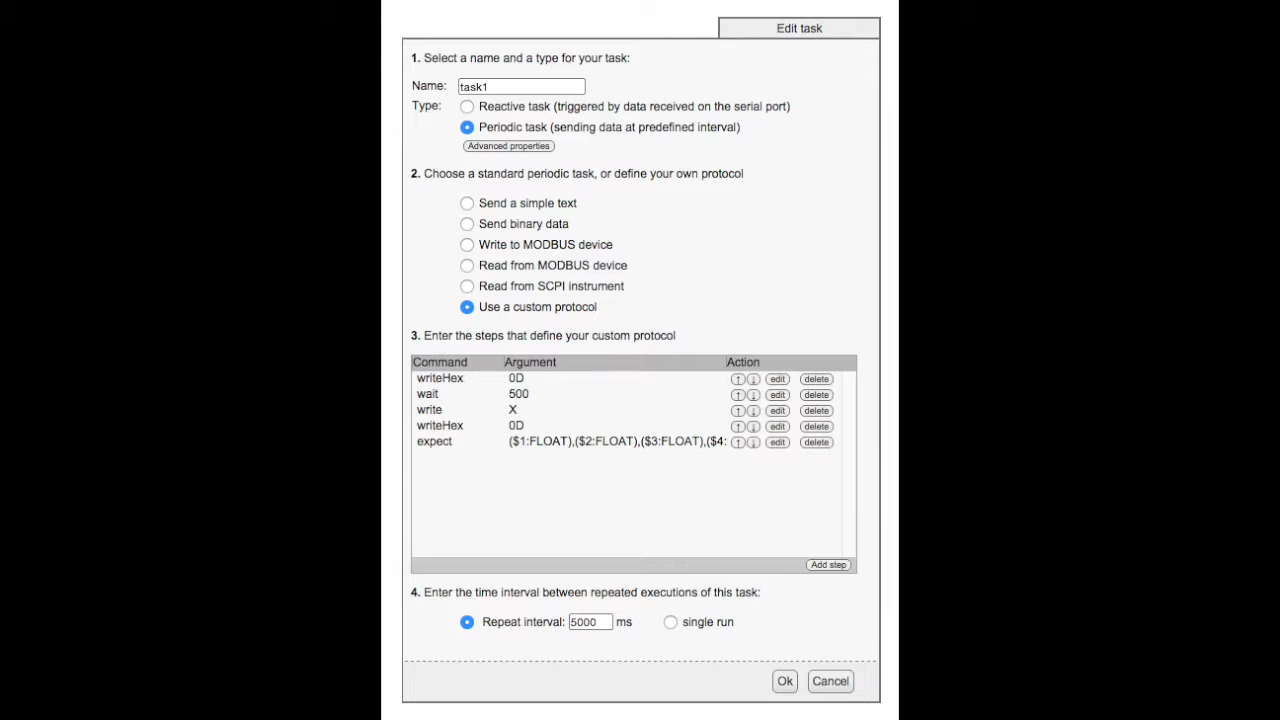 Edit task
1. Select a name and a type for your task:
Name: task1
Type: Reactive task (triggered by data received on the serial port)
Periodic task (sending data at predefined interval)
Advanced properties
2. Choose a standard periodic task, or define your own protocol
Send a simple text
Send binary data
Write to MODBUS device
Read from MODBUS device
Read from SCPI instrument
Use a custom protocol
3. Enter the steps that define your custom protocol
Command Argument Action
writeHex 0D ↑ ↓ edit delete
wait 500 ↑ ↓ edit delete
write X ↑ ↓ edit delete
writeHex 0D ↑ ↓ edit delete
expect ($1:FLOAT),($2:FLOAT),($3:FLOAT),($4: ↑ ↓ edit delete
Add step
4. Enter the time interval between repeated executions of this task:
Repeat interval: 5000 ms single run
Ok Cancel